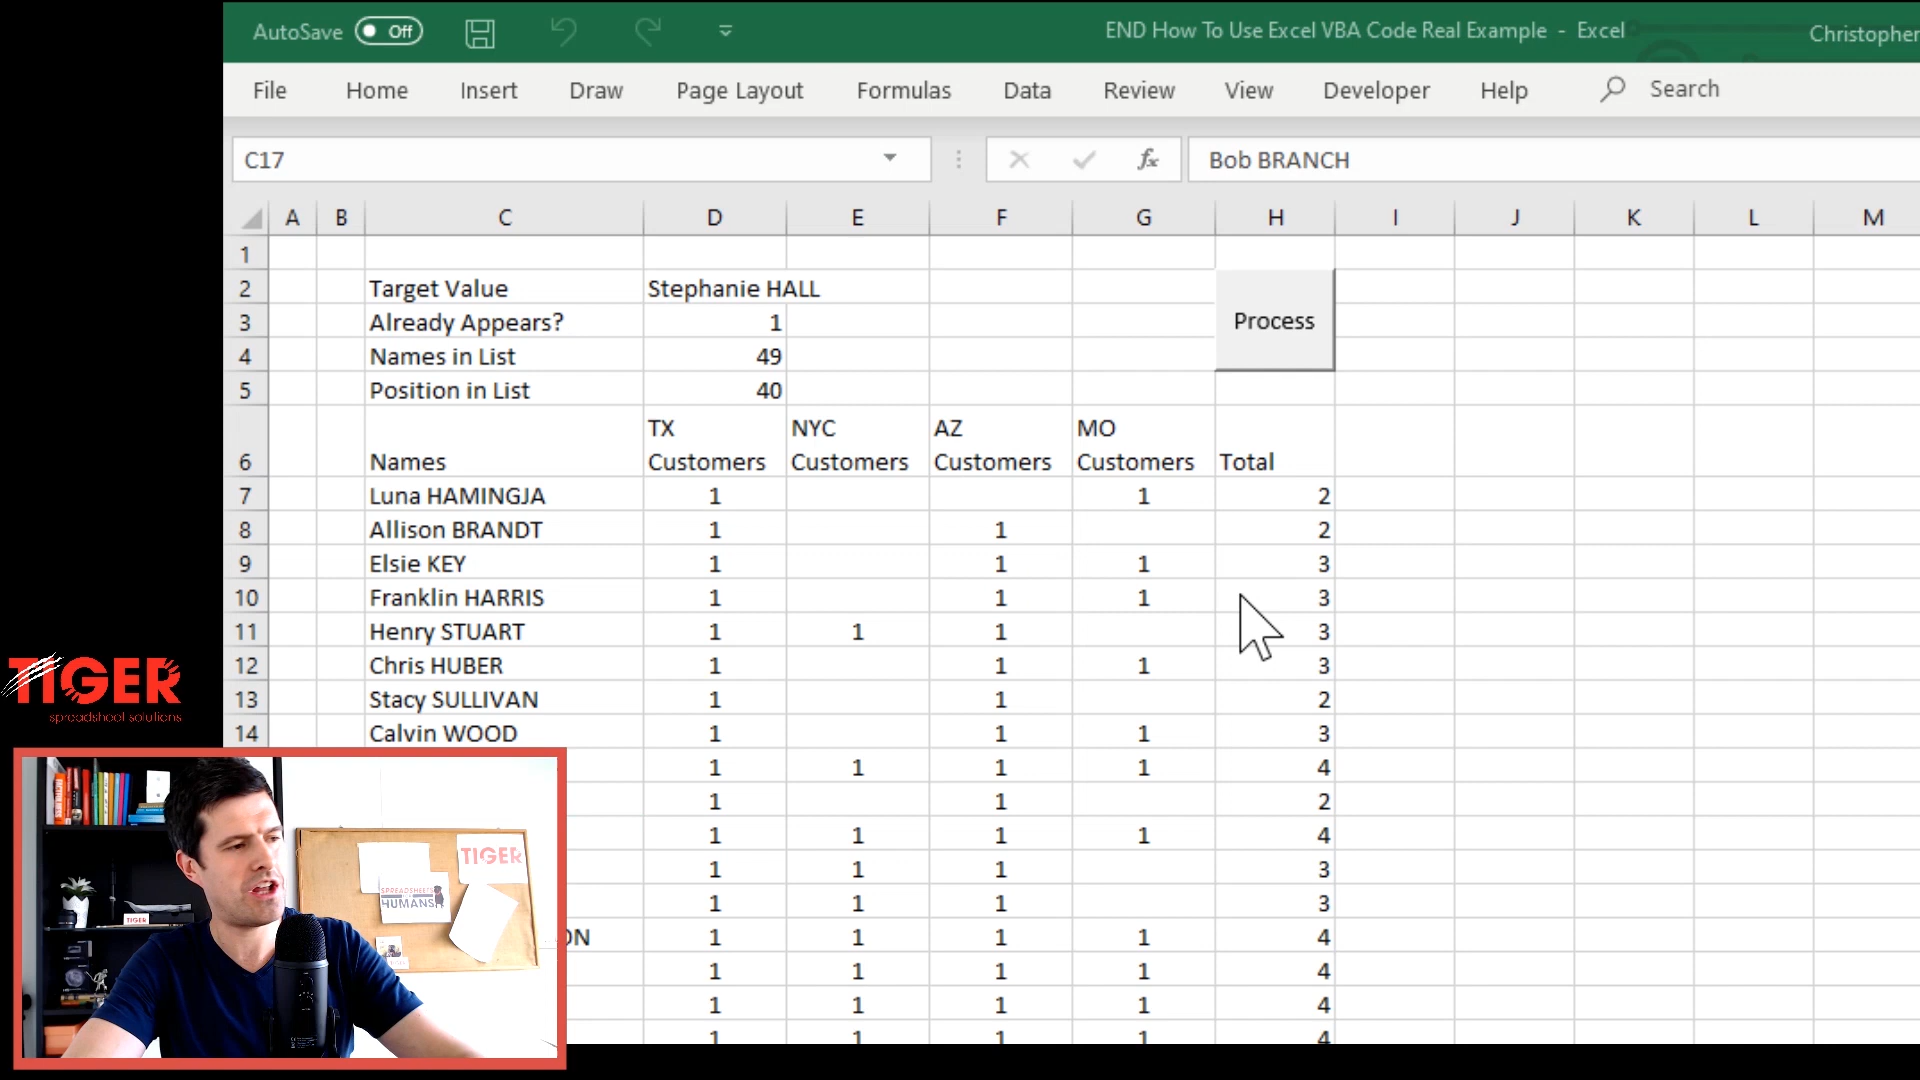 AutoSave Off END How To Use Excel VBA Code Real Example - Excel Christopher
File Home Insert Draw Page Layout Formulas Data Review View Developer Help Search
C17 fx Bob BRANCH
A B C D E F G H I J K L M
1
2 Target Value Stephanie HALL
3 Already Appears? 1
Process
4 Names in List 49
5 Position in List 40
TX NYC AZ MO
6 Names Customers Customers Customers Customers Total
7 Luna HAMINGJA 1 1 2
8 Allison BRANDT 1 1 2
9 Elsie KEY 1 1 1 3
10 Franklin HARRIS 1 1 1 3
11 Henry STUART 1 1 1 3
12 Chris HUBER 1 1 1 3
13 Stacy SULLIVAN 1 1 2
14 Calvin WOOD 1 1 1 3
1 1 1 1 4
1 1 2
1 1 1 1 4
1 1 1 3
1 1 1 3
ON 1 1 1 1 4
1 1 1 1 4
1 1 1 1 4
1 1 1 1 4
TIGER
spreadsheet solutions
TIGER
SPREADSHEETS
HUMANS
TIGER